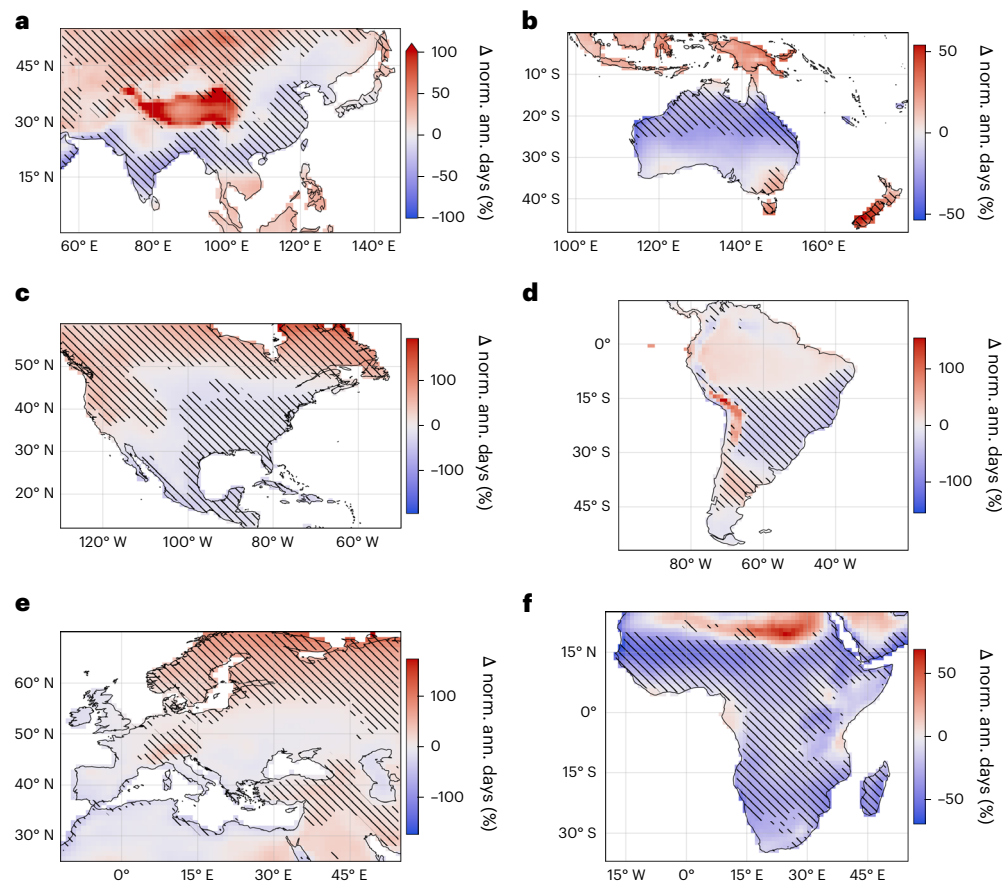 a
45° N
30° N
15° N
60° E 80° E 100° E 120° E 140° E
100
50
0
−50
−100
Δ norm. ann. days (%)
b
10° S
20° S
30° S
40° S
100° E 120° E 140° E 160° E
50
0
−50
Δ norm. ann. days (%)
c
50° N
40° N
30° N
20° N
120° W 100° W 80° W 60° W
100
0
−100
Δ norm. ann. days (%)
d
0°
15° S
30° S
45° S
80° W 60° W 40° W
100
0
−100
Δ norm. ann. days (%)
e
60° N
50° N
40° N
30° N
0° 15° E 30° E 45° E
100
0
−100
Δ norm. ann. days (%)
f
15° N
0°
15° S
30° S
15° W 0° 15° E 30° E 45° E
50
0
−50
Δ norm. ann. days (%)